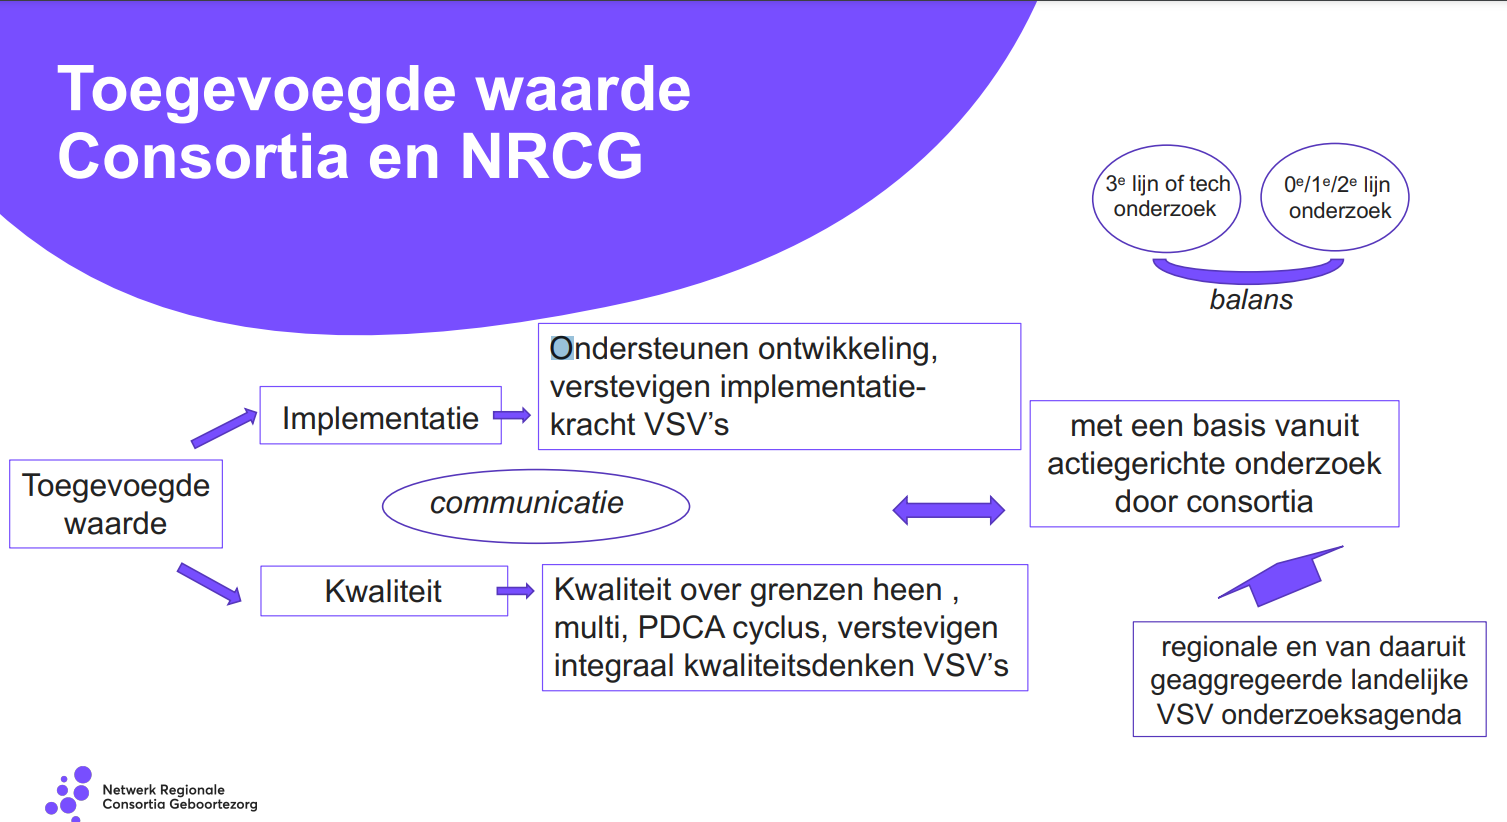 Toegevoegde waarde
Consortia en NRCG
3e lijn of tech
onderzoek
0e/1e/2e lijn
onderzoek
balans
Ondersteunen ontwikkeling,
verstevigen implementatie-
kracht VSV’s
Implementatie
met een basis vanuit
actiegerichte onderzoek
door consortia
Toegevoegde
waarde
communicatie
Kwaliteit
Kwaliteit over grenzen heen ,
multi, PDCA cyclus, verstevigen
integraal kwaliteitsdenken VSV’s
regionale en van daaruit
geaggregeerde landelijke
VSV onderzoeksagenda
Netwerk Regionale
Consortia Geboortezorg